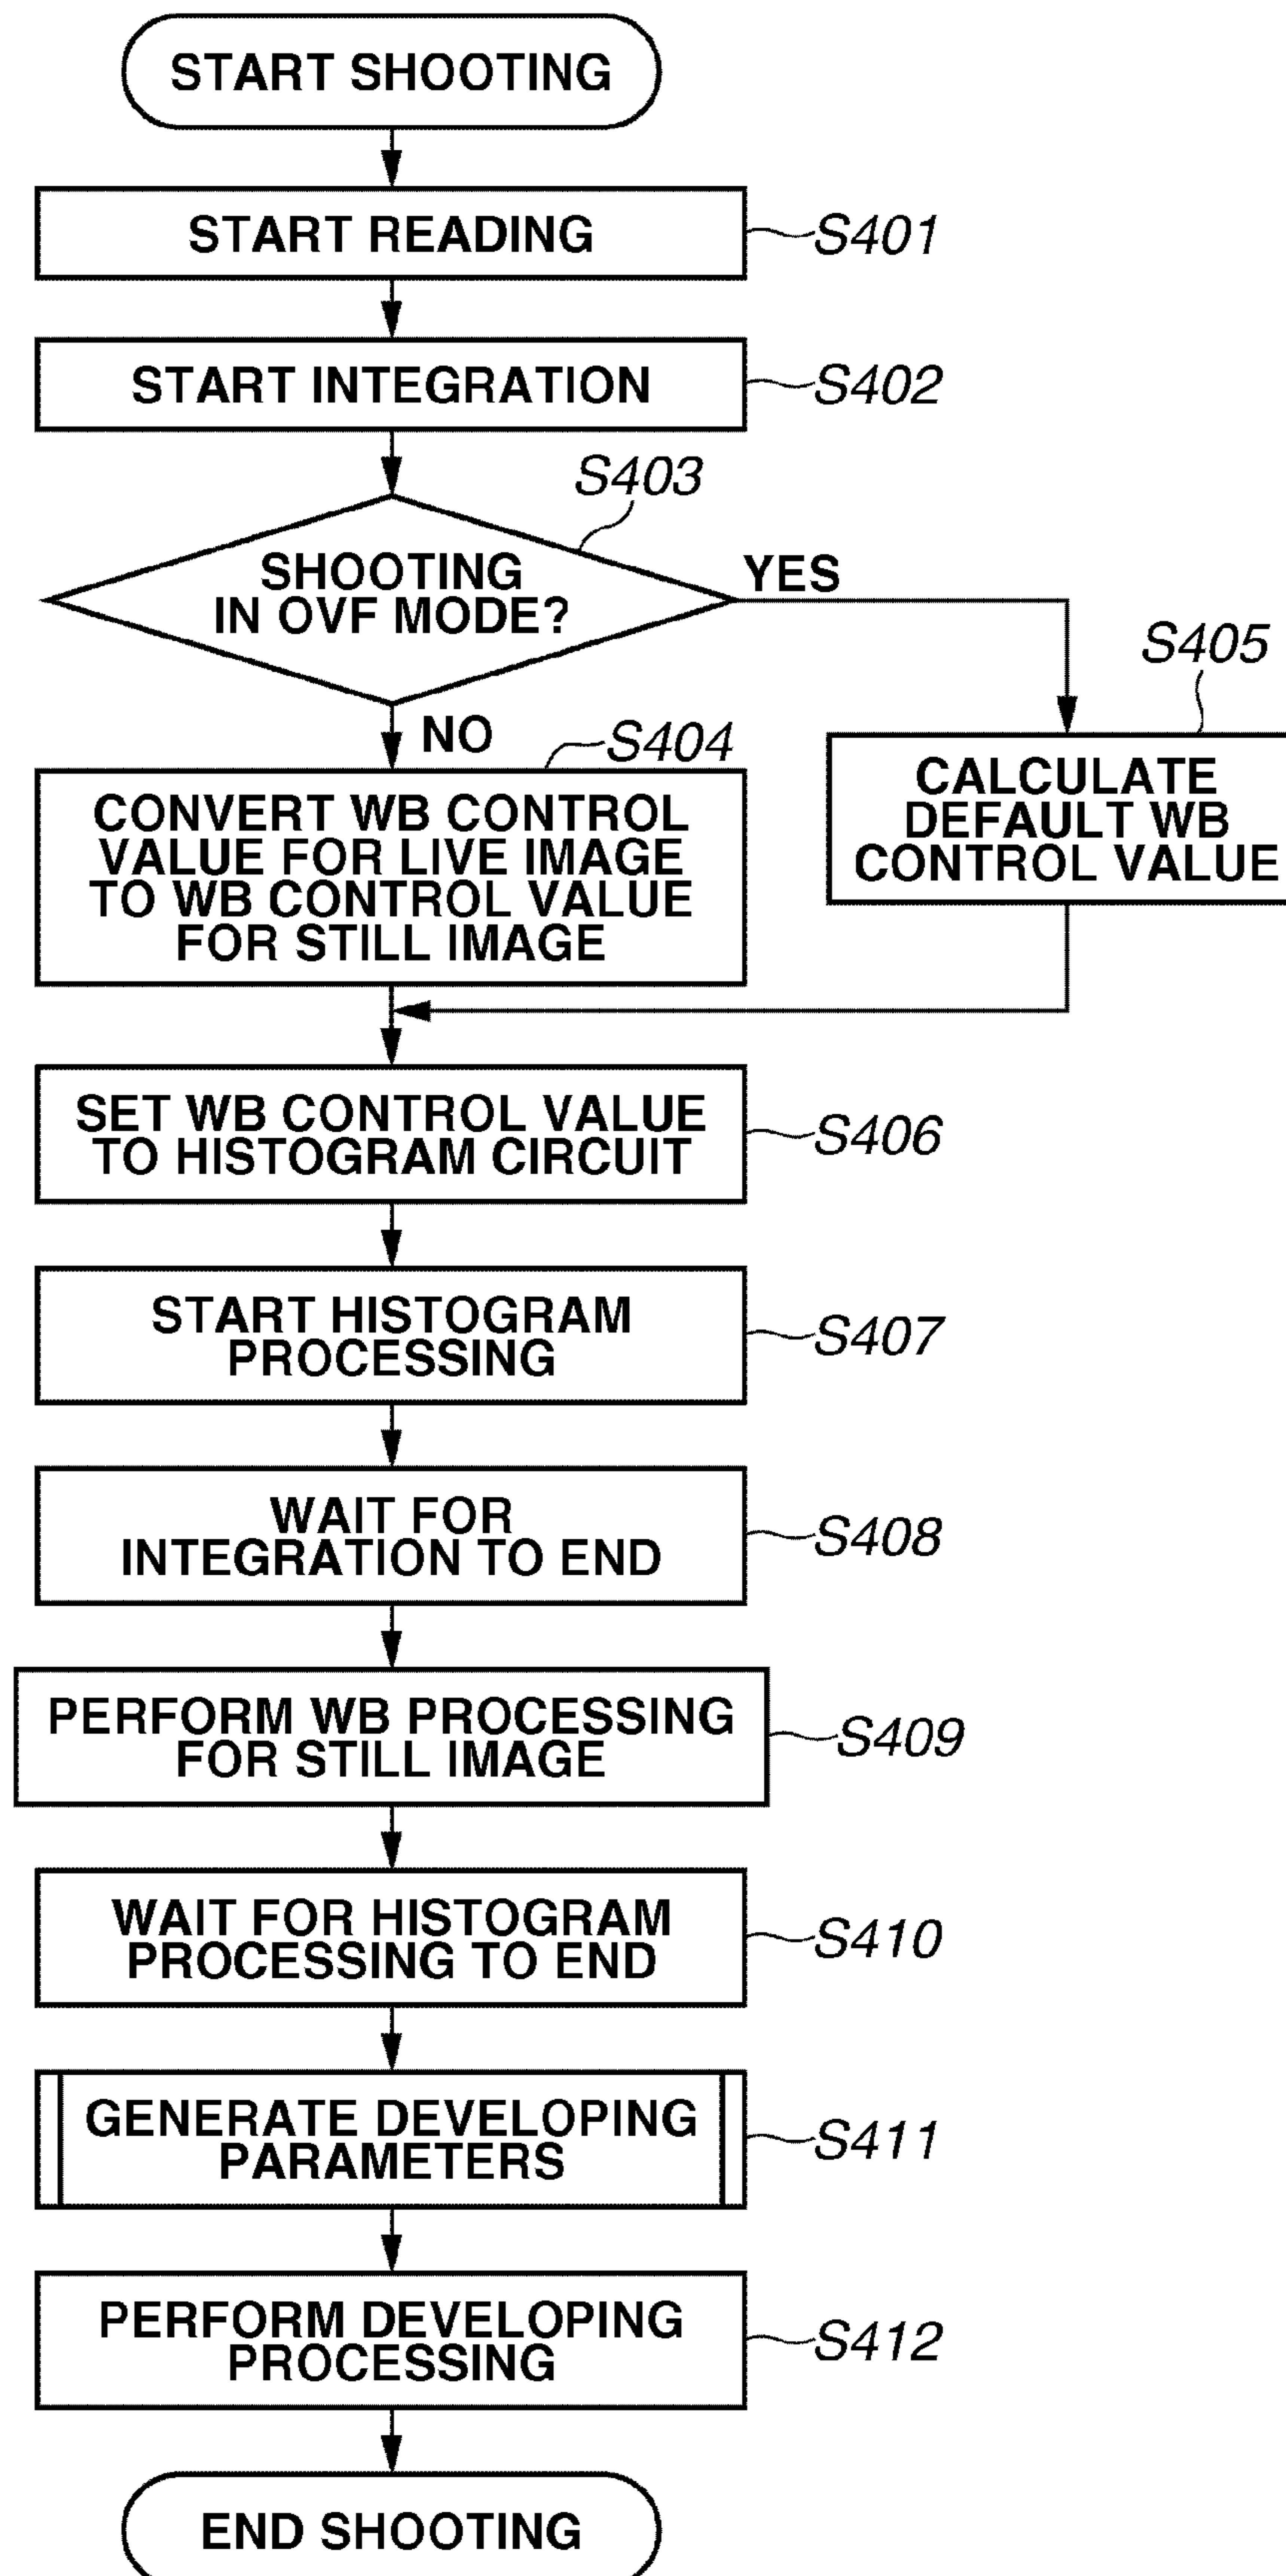 START SHOOTING
START READING
S401
START INTEGRATION
S402
S403
SHOOTING
IN OVF MODE?
YES
NO
S404
CONVERT WB CONTROL
VALUE FOR LIVE IMAGE
TO WB CONTROL VALUE
FOR STILL IMAGE
S405
CALCULATE
DEFAULT WB
CONTROL VALUE
SET WB CONTROL VALUE
TO HISTOGRAM CIRCUIT
S406
START HISTOGRAM
PROCESSING
S407
WAIT FOR
INTEGRATION TO END
S408
PERFORM WB PROCESSING
FOR STILL IMAGE
S409
WAIT FOR HISTOGRAM
PROCESSING TO END
S410
GENERATE DEVELOPING
PARAMETERS
S411
PERFORM DEVELOPING
PROCESSING
S412
END SHOOTING